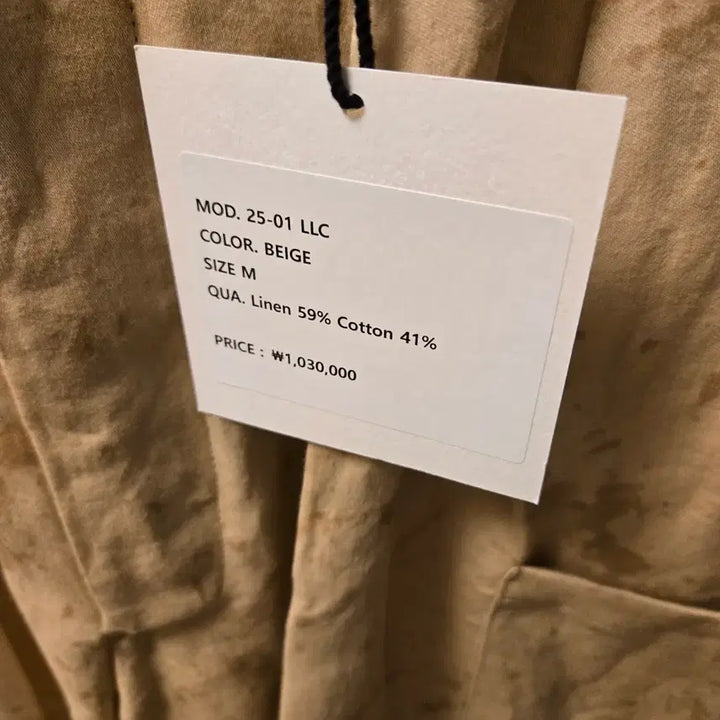 MOD. 25-01 LLC
COLOR. BEIGE
SIZE M
QUA. Linen 59% Cotton 41%
PRICE : ₩1,030,000